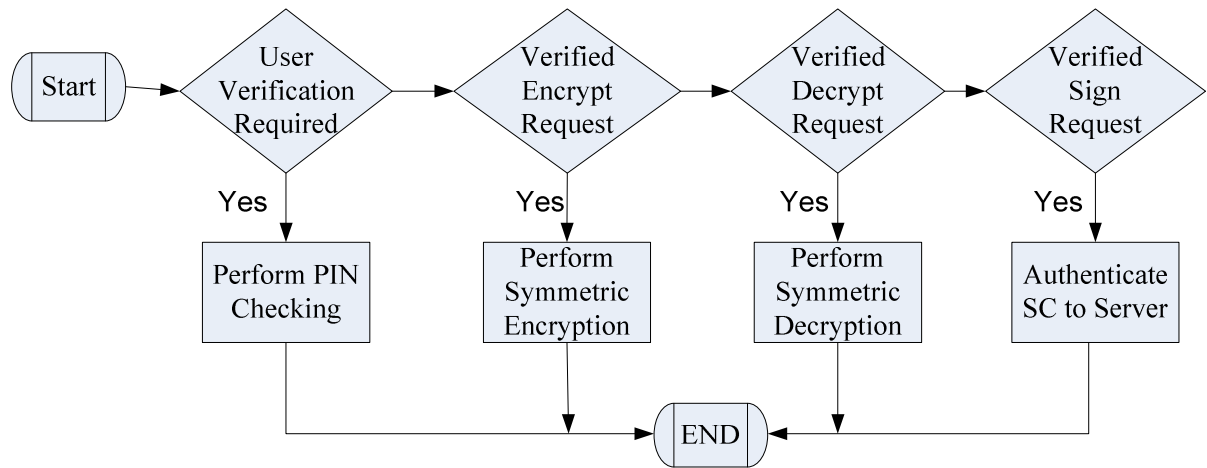 Start
User
Verification
Required
Verified
Encrypt
Request
Verified
Decrypt
Request
Verified
Sign
Request
Yes
Yes
Yes
Yes
Perform PIN
Checking
Perform
Symmetric
Encryption
Perform
Symmetric
Decryption
Authenticate
SC to Server
END